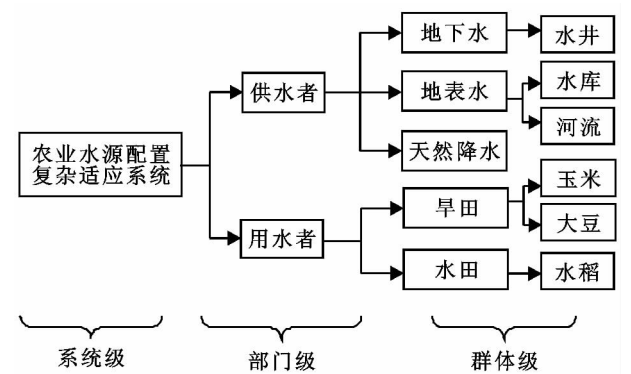 农业水源配置
复杂适应系统
供水者
用水者
地下水
地表水
天然降水
旱田
水田
水井
水库
河流
玉米
大豆
水稻
系统级
部门级
群体级